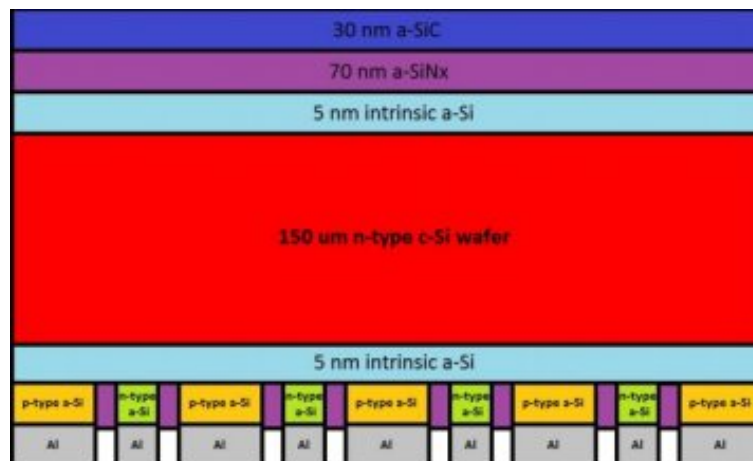 30 nm a-SiC
70 nm a-SiNx
5 nm intrinsic a-Si
150 um n-type c-Si wafer
5 nm intrinsic a-Si
p-type a-Si n-type a-Si p-type a-Si n-type a-Si p-type a-Si n-type a-Si p-type a-Si n-type a-Si p-type a-Si
Al Al Al Al Al Al Al Al Al